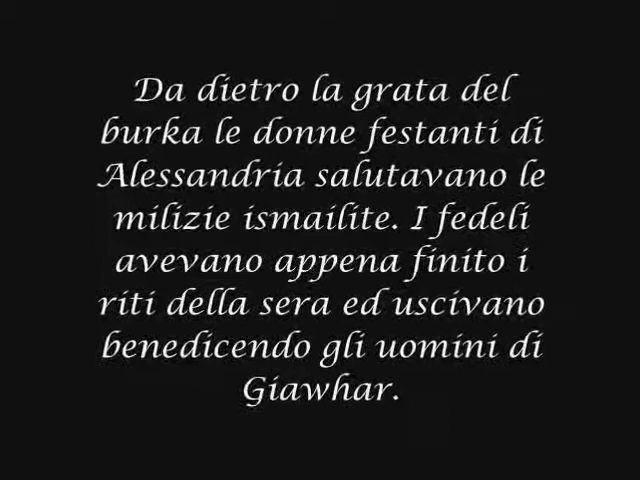 Da dietro la grata del
burka le donne festanti di
Alessandria salutavano le
milizie ismailite. I fedeli
avevano appena finito i
riti della sera ed uscivano
benedicendo gli uomini di
Giawhar.